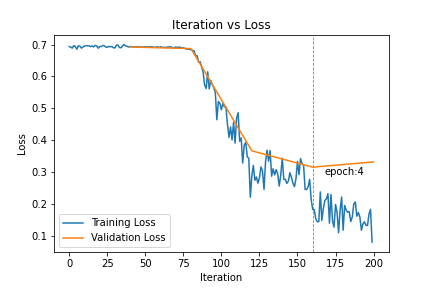 Iteration vs Loss
0.7
0.6
0.5
0.4
0.3
0.2
0.1
Loss
epoch:4
Training Loss
Validation Loss
0 25 50 75 100 125 150 175 200
Iteration